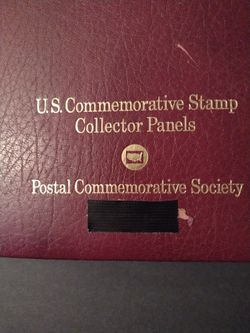 U.S. Commemorative Stamp
Collector Panels
Postal Commemorative Society